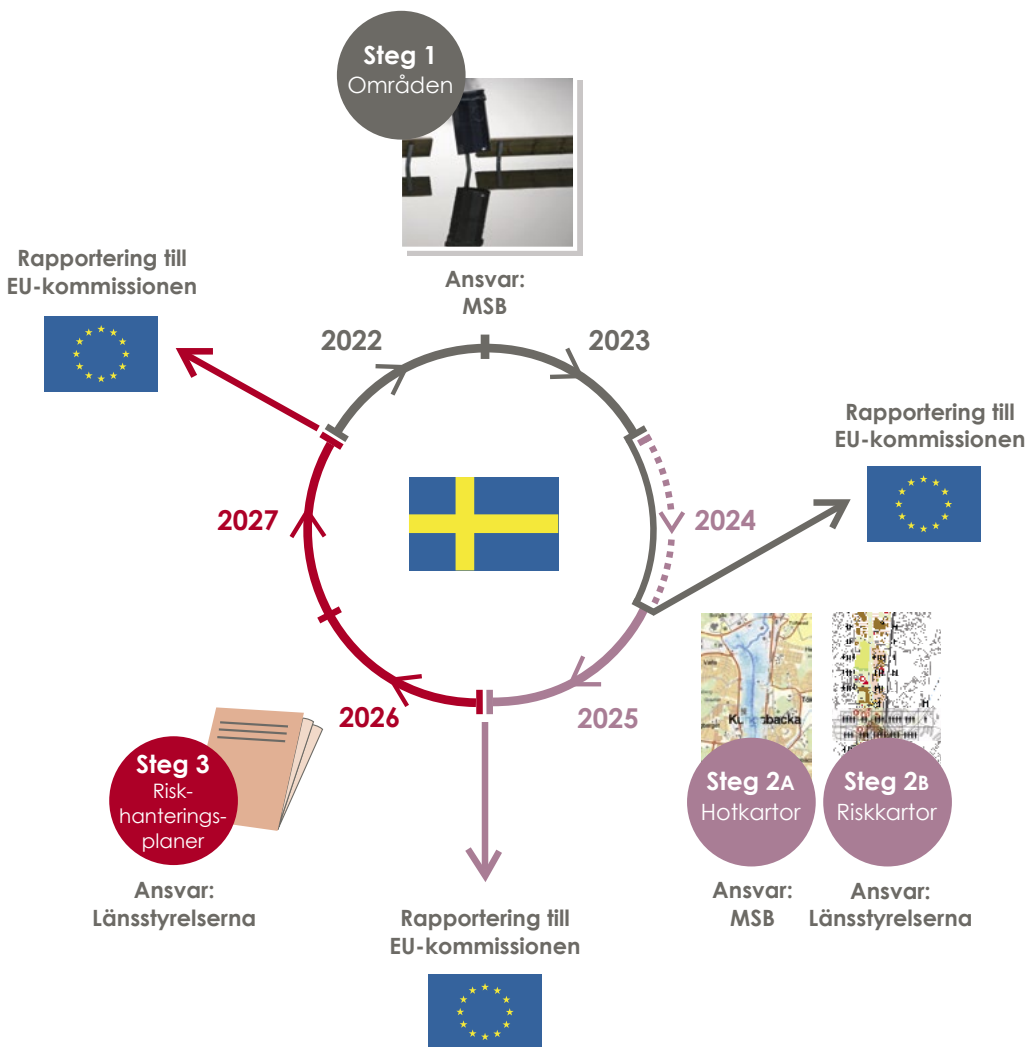 Steg 1
Områden
Ansvar:
MSB
Rapportering till
EU-kommissionen
2022
2023
Rapportering till
EU-kommissionen
2027
2024
2026
2025
Steg 3
Risk-
hanterings-
planer
Ansvar:
Länsstyrelserna
Steg 2A
Hotkartor
Ansvar:
MSB
Steg 2B
Riskkartor
Ansvar:
Länsstyrelserna
Rapportering till
EU-kommissionen